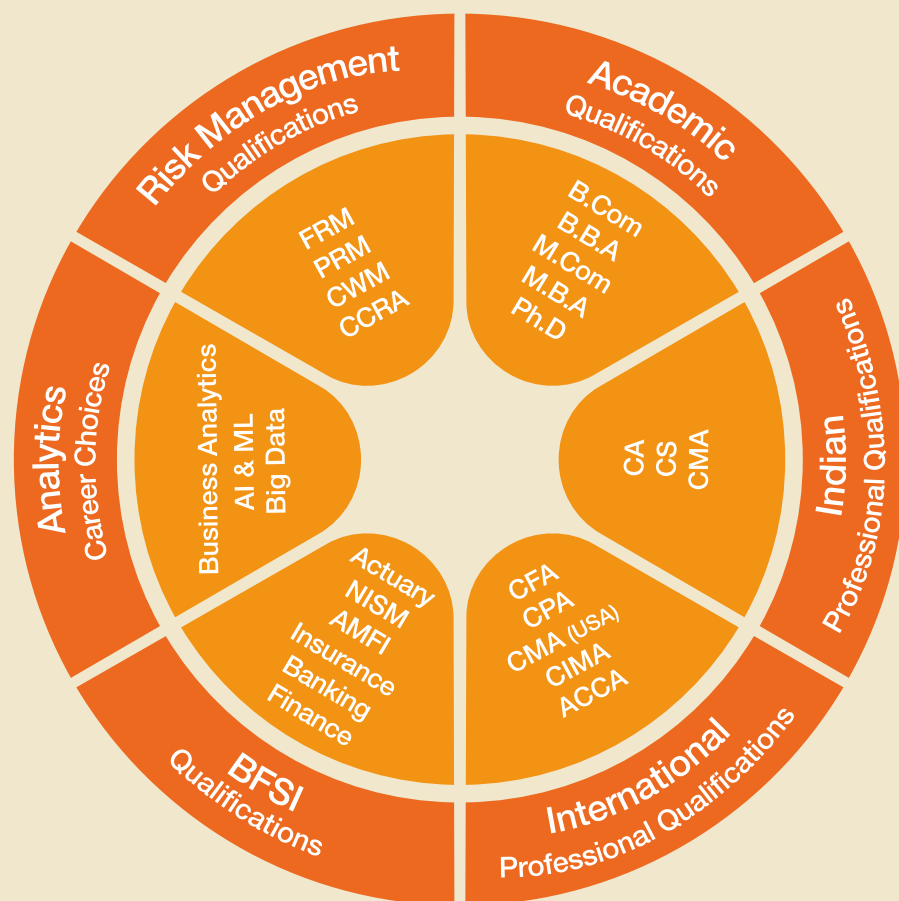 Risk Management
Qualifications
FRM
PRM
CWM
CCRA
Academic
Qualifications
B.Com
B.B.A
M.Com
M.B.A
Ph.D
Indian
Professional Qualifications
CA
CS
CMA
International
Professional Qualifications
CFA
CPA
CMA (USA)
CIMA
ACCA
BFSI
Qualifications
Actuary
NISM
AMFI
Insurance
Banking
Finance
Analytics
Career Choices
Business Analytics
AI & ML
Big Data